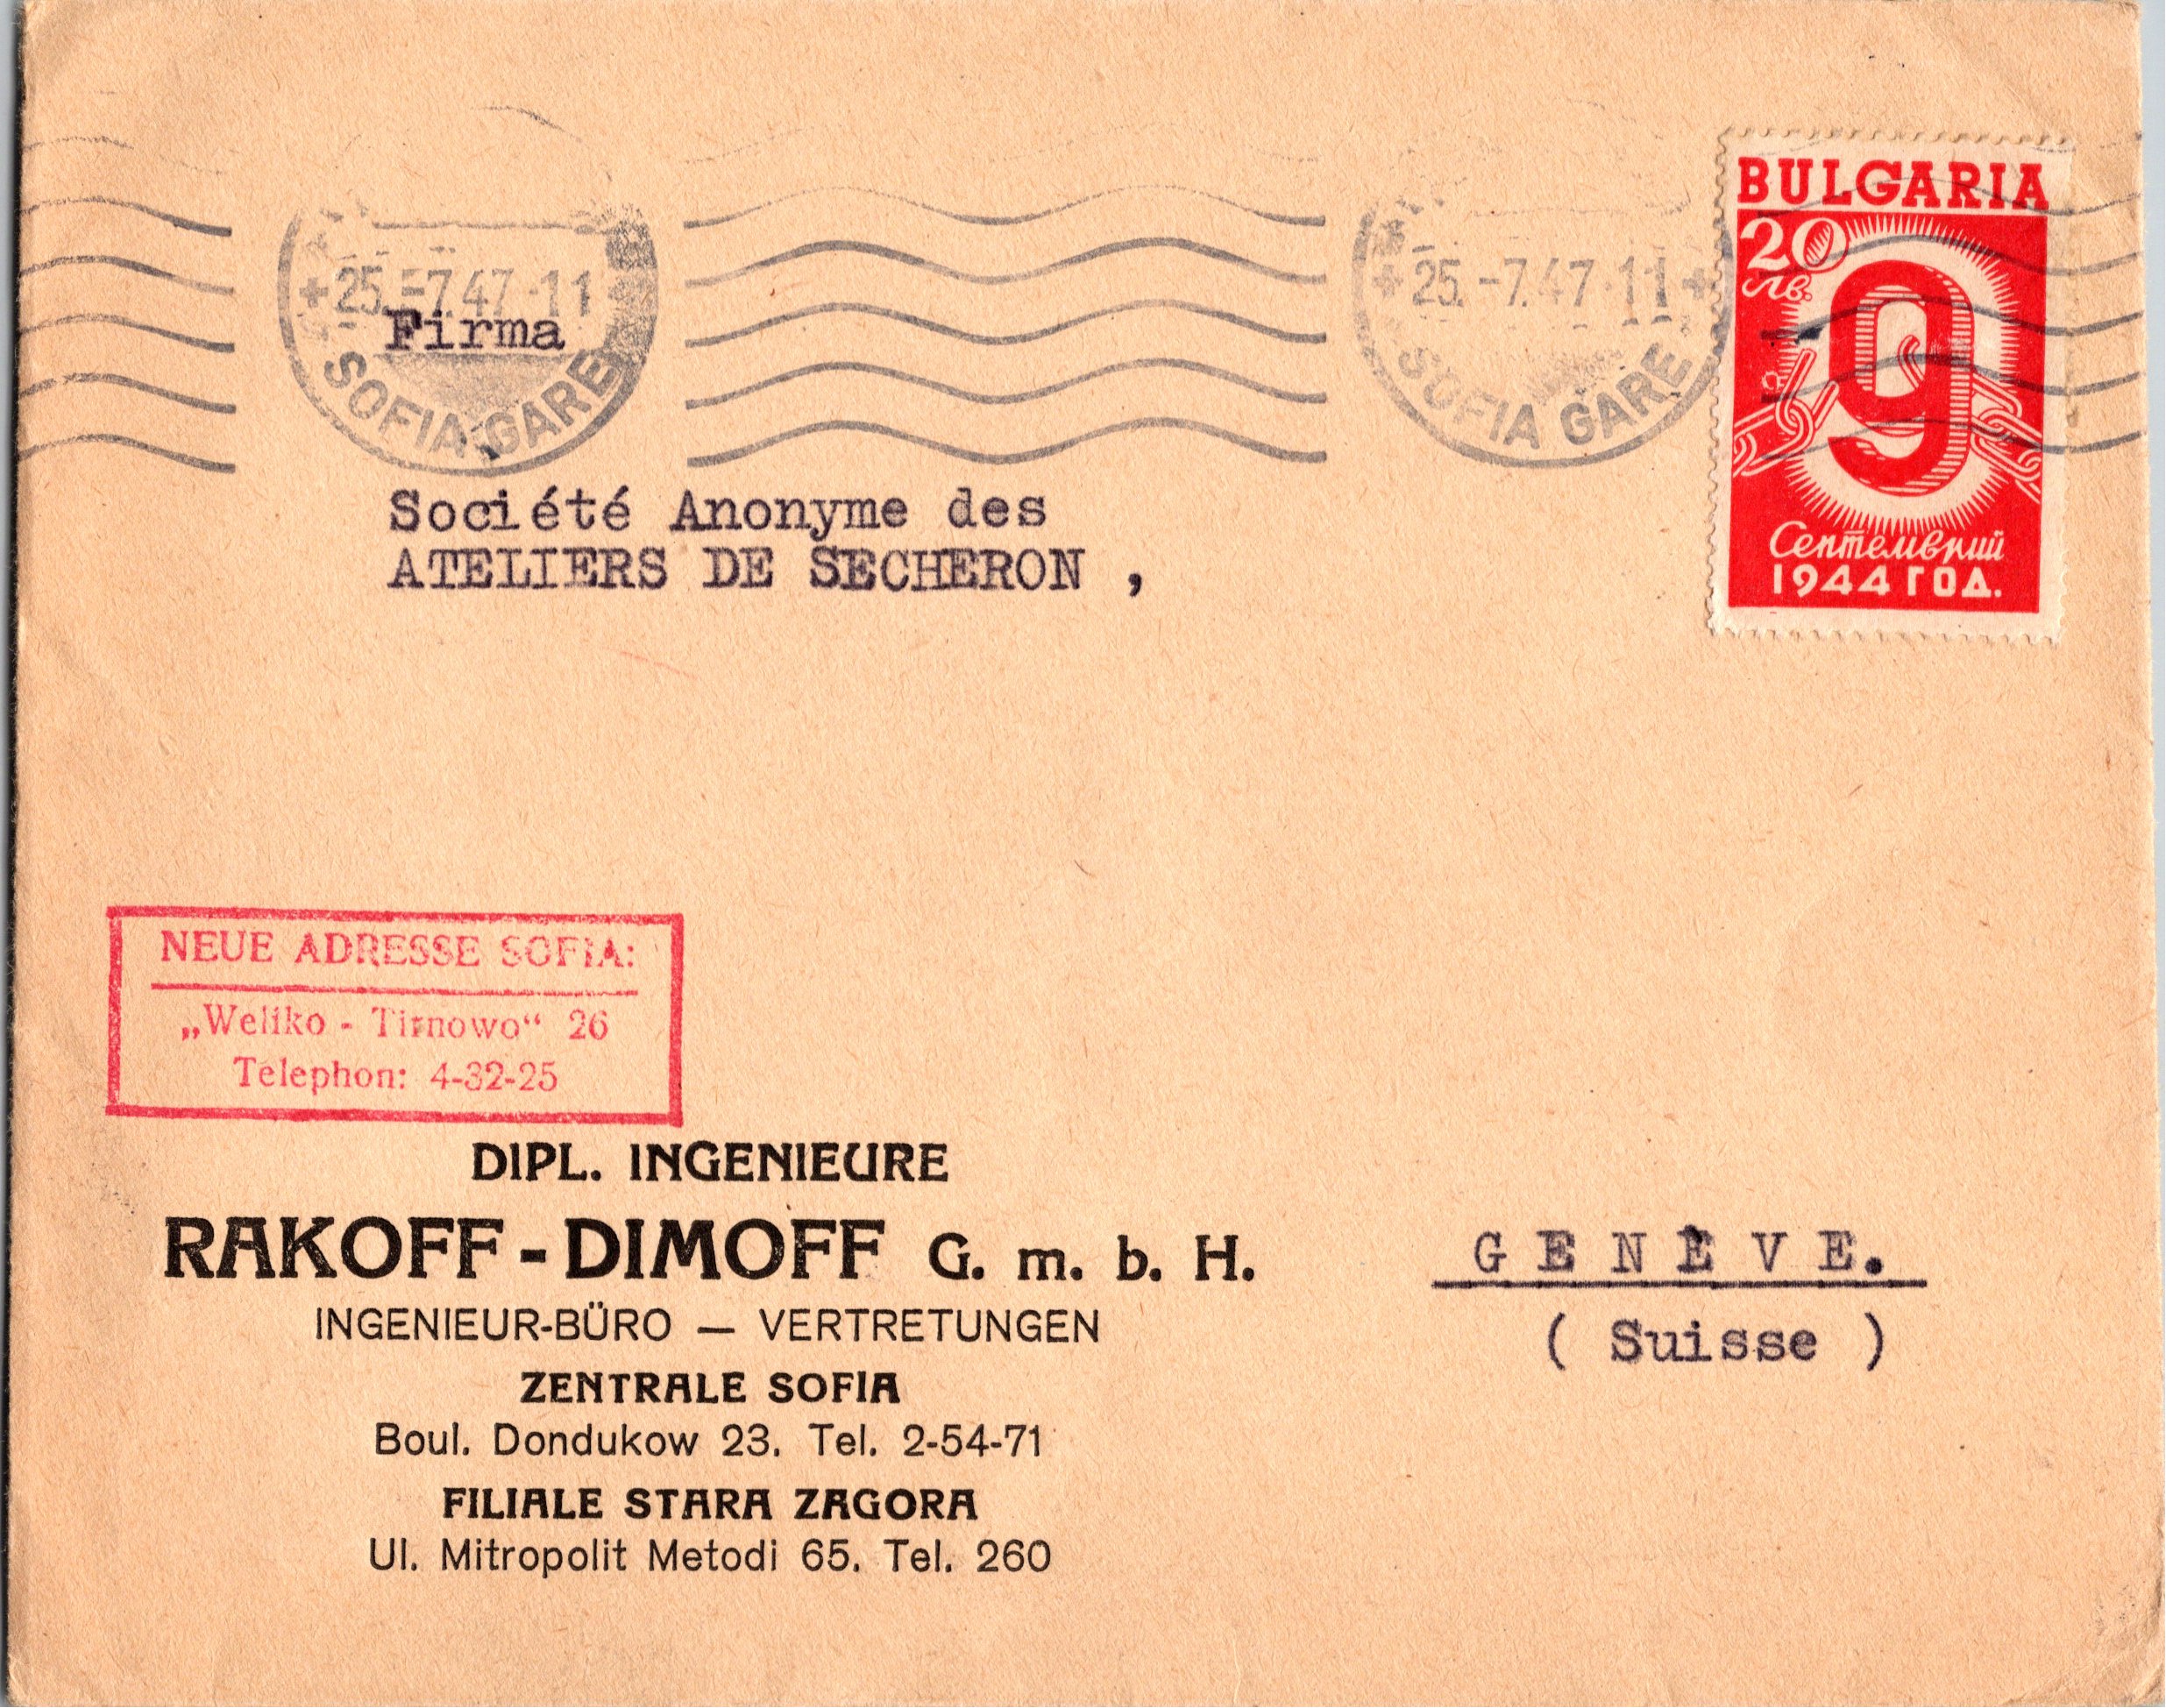 BULGARIA
20
лв.
9
Септемврий
1944 ГОД.
25.-7.47-11
SOFIA GARE
25.-7.47-11
SOFIA GARE
Firma
Société Anonyme des
ATELIERS DE SECHERON ,
NEUE ADRESSE SOFIA:
„Weliko - Tirnowo“ 26
Telephon: 4-32-25
DIPL. INGENIEURE
RAKOFF - DIMOFF G. m. b. H.
INGENIEUR-BÜRO — VERTRETUNGEN
ZENTRALE SOFIA
Boul. Dondukow 23. Tel. 2-54-71
FILIALE STARA ZAGORA
Ul. Mitropolit Metodi 65. Tel. 260
G E N È V E.
( Suisse )